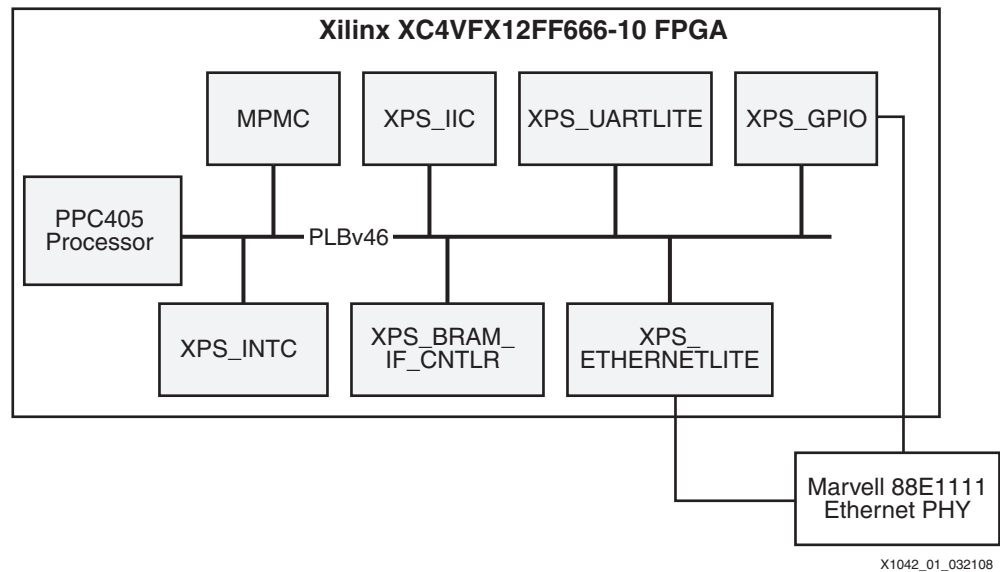 Xilinx XC4VFX12FF666-10 FPGA
MPMC
XPS_IIC
XPS_UARTLITE
XPS_GPIO
PPC405
Processor
PLBv46
XPS_INTC
XPS_BRAM_
IF_CNTLR
XPS_
ETHERNETLITE
Marvell 88E1111
Ethernet PHY
X1042_01_032108